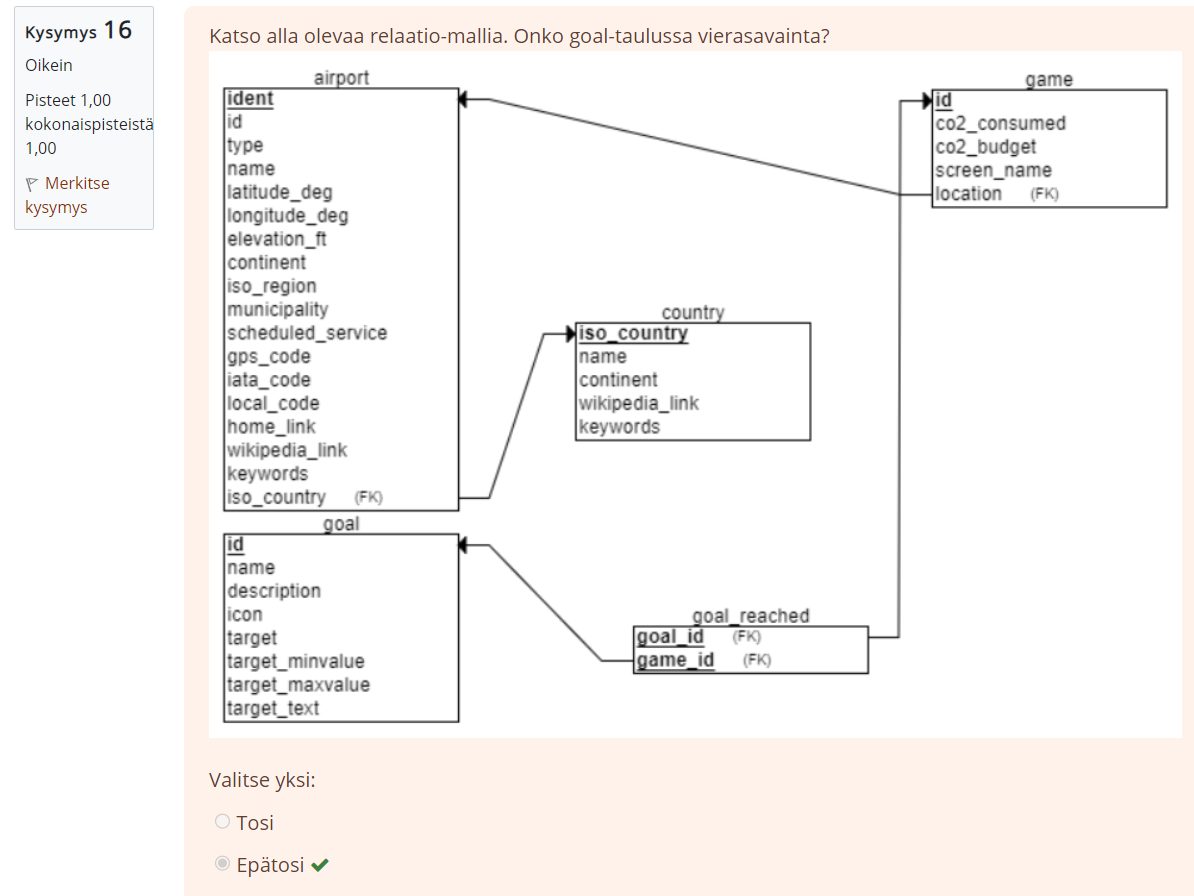 Kysymys 16
Oikein
Pisteet 1,00
kokonaispisteistä
1,00
Merkitse
kysymys
Katso alla olevaa relaatio-mallia. Onko goal-taulussa vierasavainta?
airport
ident
id
type
name
latitude_deg
longitude_deg
elevation_ft
continent
iso_region
municipality
scheduled_service
gps_code
iata_code
local_code
home_link
wikipedia_link
keywords
iso_country (FK)
game
id
co2_consumed
co2_budget
screen_name
location (FK)
country
iso_country
name
continent
wikipedia_link
keywords
goal
id
name
description
icon
target
target_minvalue
target_maxvalue
target_text
goal_reached
goal_id (FK)
game_id (FK)
Valitse yksi:
Tosi
Epätosi